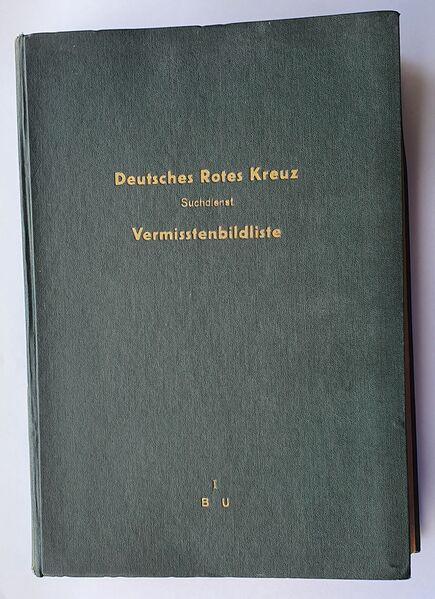 Deutsches Rotes Kreuz
Suchdienst
Vermisstenbildliste
I
B U